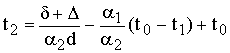 t₂ = (δ + Δ)/(α₂d) − (α₁/α₂)(t₀ − t₁) + t₀